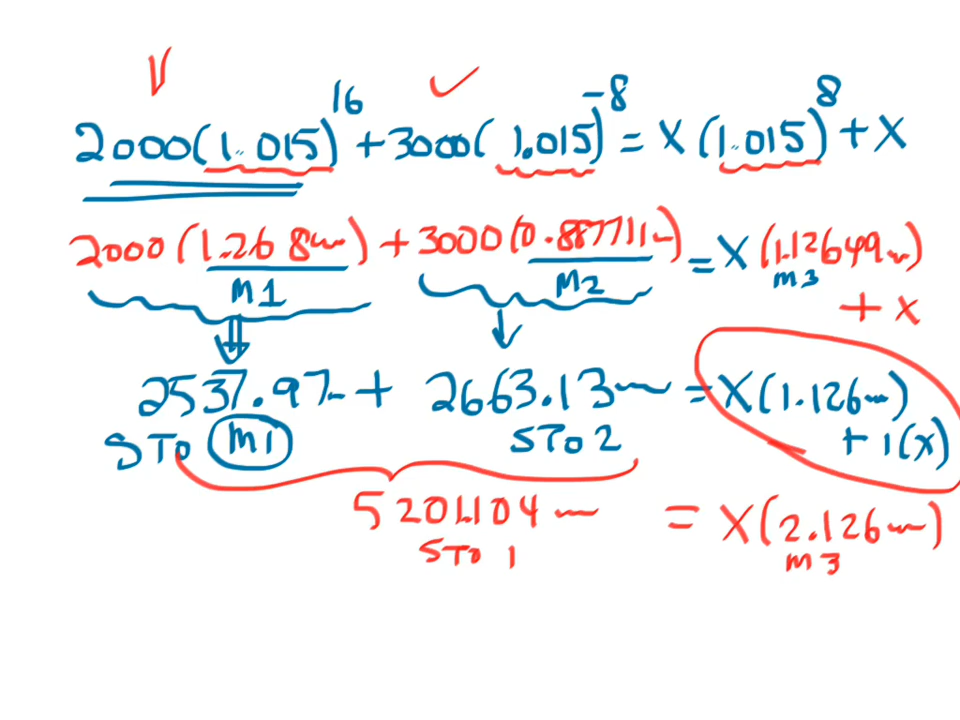 2000(1.015)^16 + 3000(1.015)^-8 = X(1.015)^8 + X
2000(1.268) + 3000(0.887711) = X(1.12649)
M1 M2 M3
+ X
2537.97 + 2663.13 = X(1.126)
STO M1 STO 2 + 1(X)
5201.104 = X(2.126)
STO 1 M3